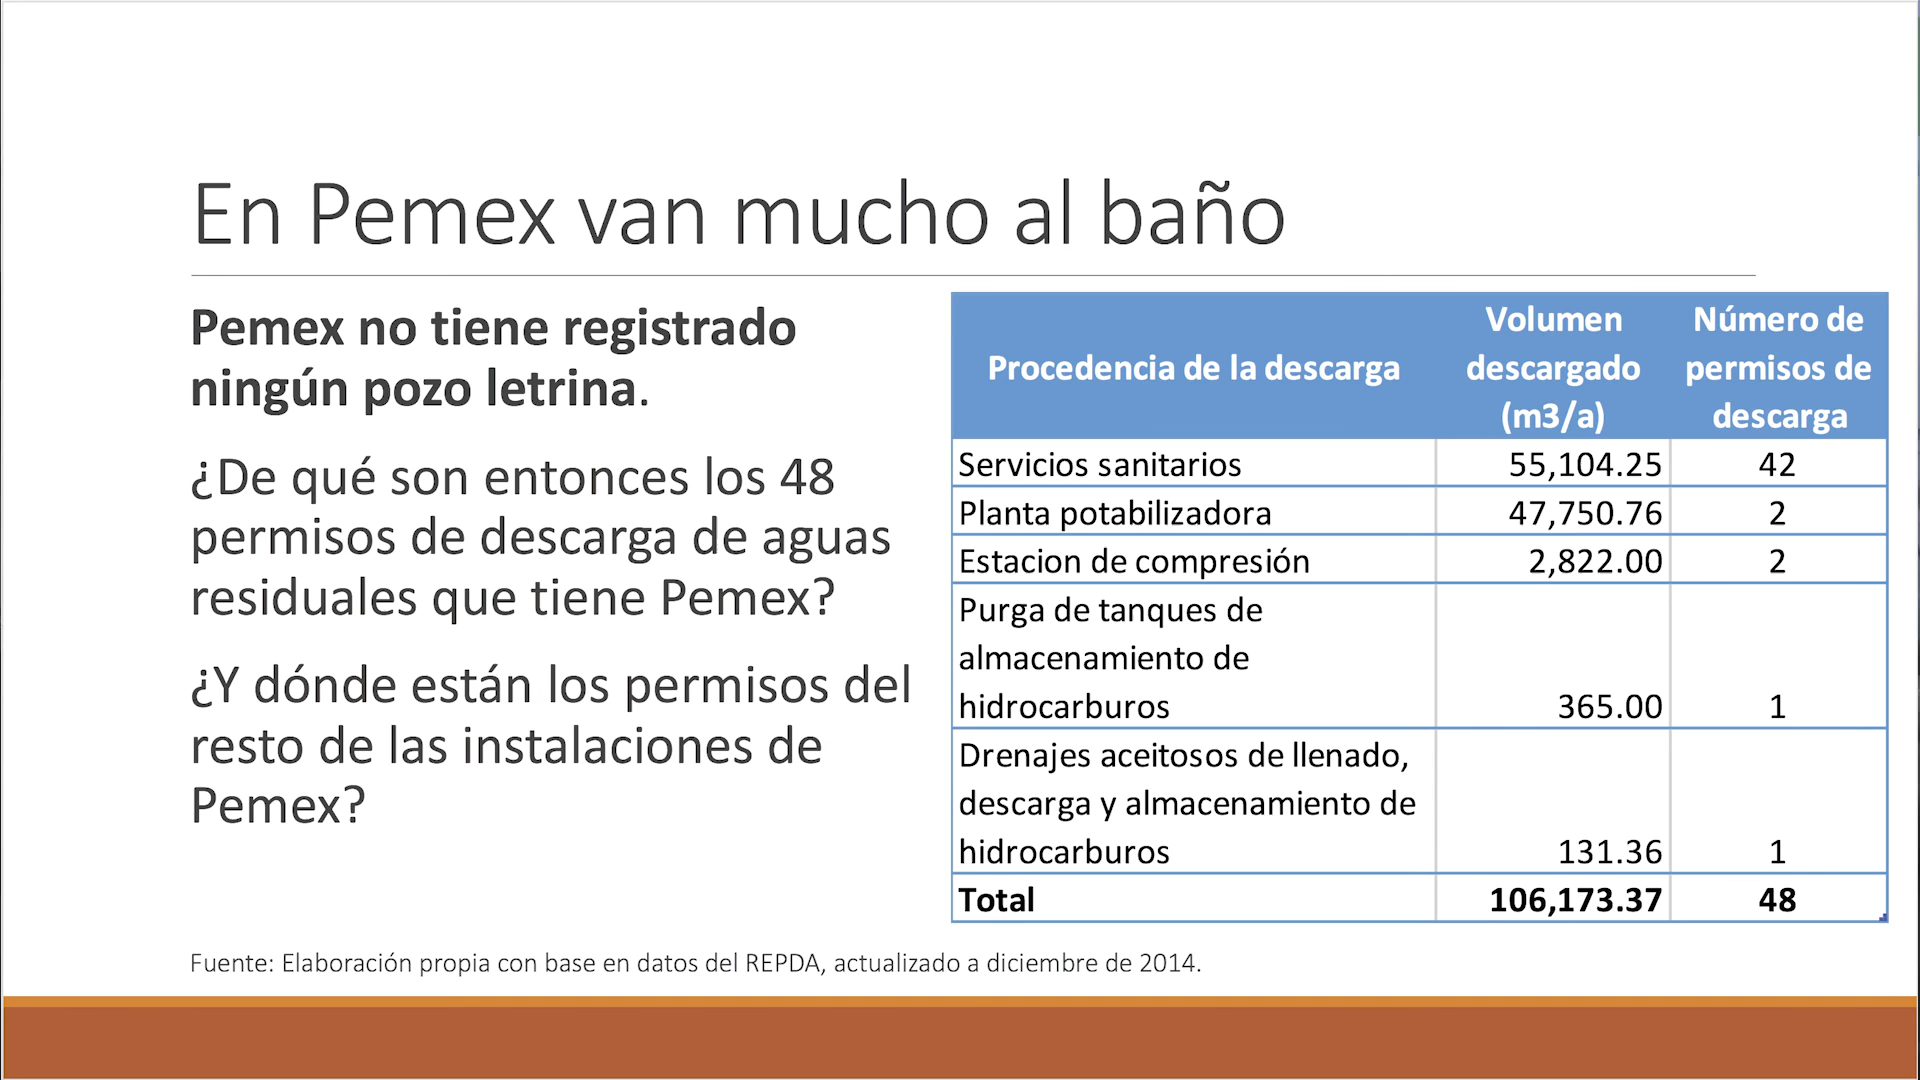 En Pemex van mucho al baño
Pemex no tiene registrado
ningún pozo letrina.
¿De qué son entonces los 48
permisos de descarga de aguas
residuales que tiene Pemex?
¿Y dónde están los permisos del
resto de las instalaciones de
Pemex?
Procedencia de la descarga
Volumen
descargado
(m3/a)
Número de
permisos de
descarga
Servicios sanitarios 55,104.25 42
Planta potabilizadora 47,750.76 2
Estacion de compresión 2,822.00 2
Purga de tanques de
almacenamiento de
hidrocarburos 365.00 1
Drenajes aceitosos de llenado,
descarga y almacenamiento de
hidrocarburos 131.36 1
Total 106,173.37 48
Fuente: Elaboración propia con base en datos del REPDA, actualizado a diciembre de 2014.